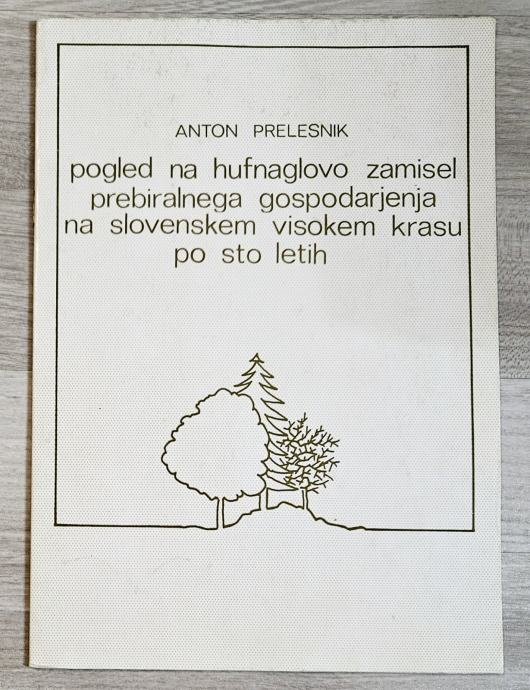 ANTON PRELESNIK
pogled na hufnaglovo zamisel
prebiralnega gospodarjenja
na slovenskem visokem krasu
po sto letih